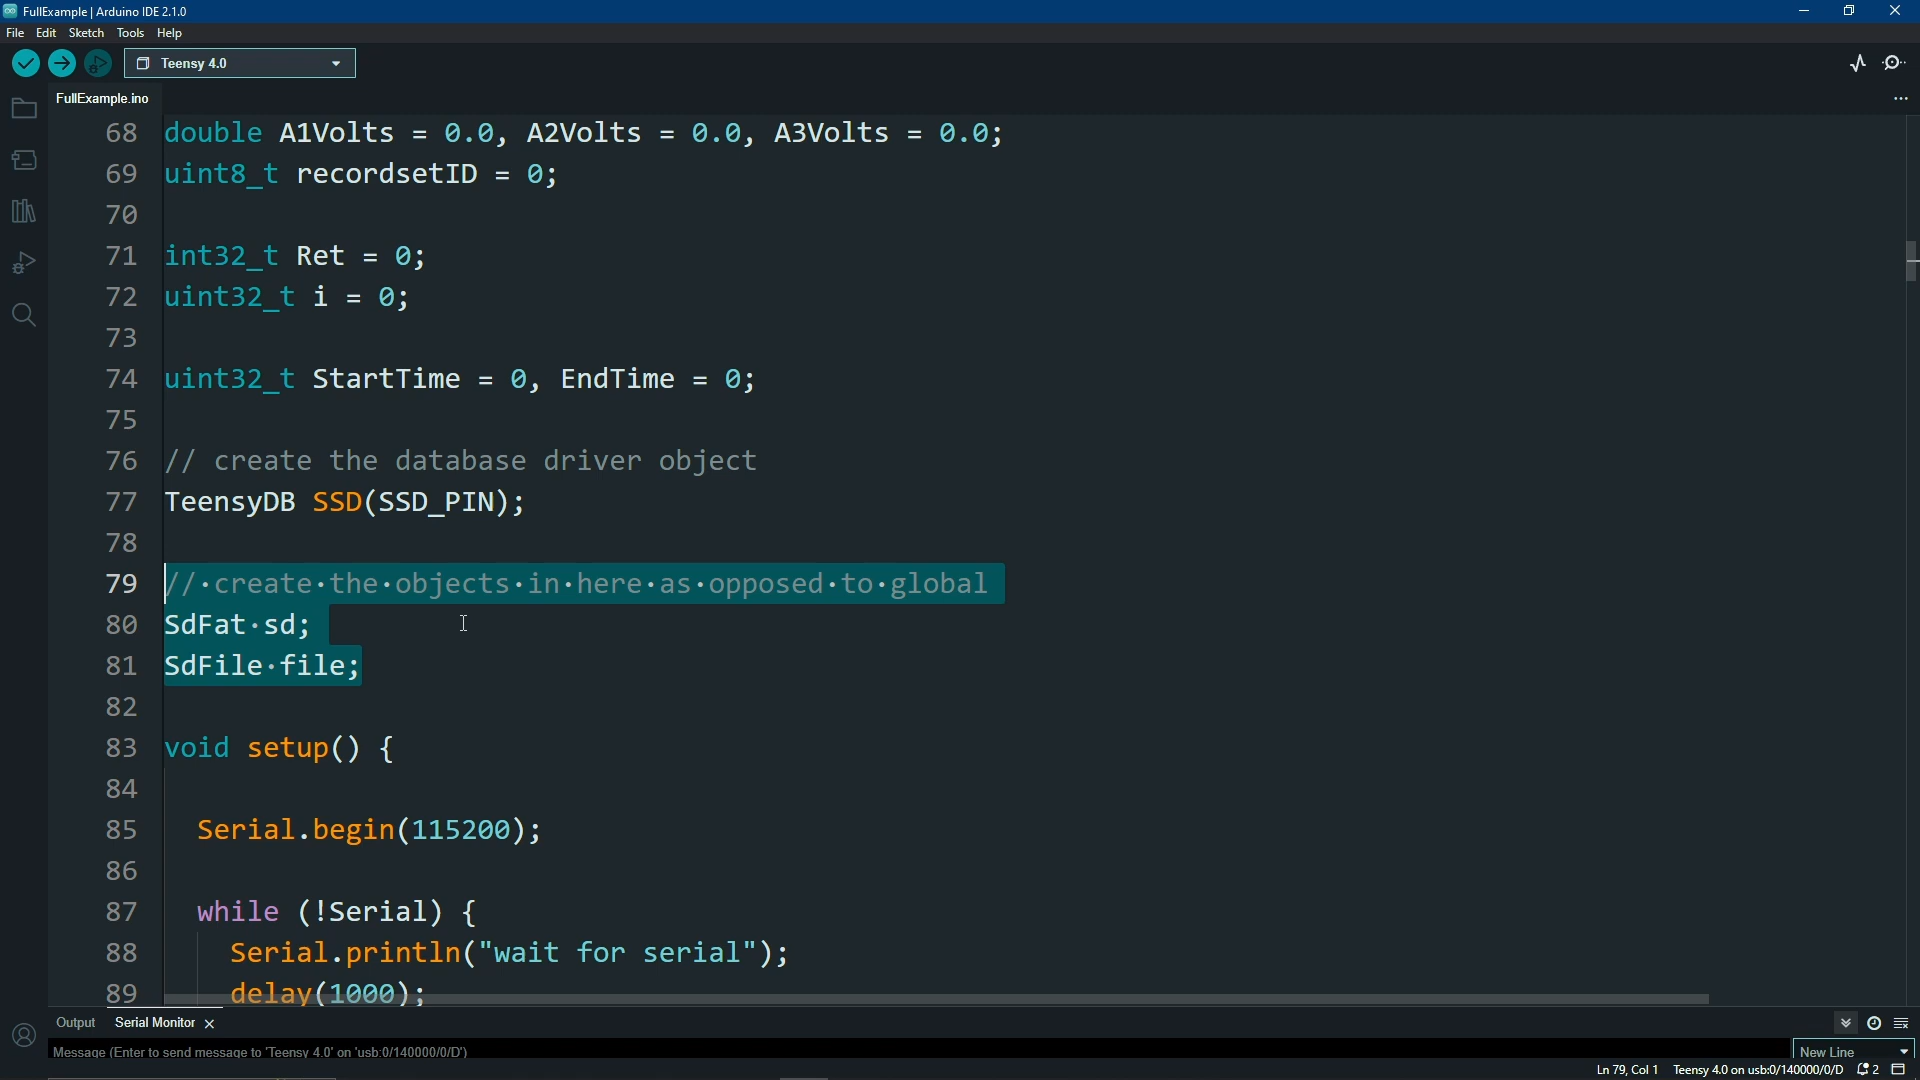 FullExample | Arduino IDE 2.1.0
File Edit Sketch Tools Help
Teensy 4.0
FullExample.ino
68 double A1Volts = 0.0, A2Volts = 0.0, A3Volts = 0.0;
69 uint8_t recordsetID = 0;
70
71 int32_t Ret = 0;
72 uint32_t i = 0;
73
74 uint32_t StartTime = 0, EndTime = 0;
75
76 // create the database driver object
77 TeensyDB SSD(SSD_PIN);
78
79 //·create·the·objects·in·here·as·opposed·to·global
80 SdFat·sd;
81 SdFile·file;
82
83 void setup() {
84
85 Serial.begin(115200);
86
87 while (!Serial) {
88 Serial.println("wait for serial");
89 delay(1000);
Output Serial Monitor
Message (Enter to send message to 'Teensy 4.0' on 'usb:0/140000/0/D') New Line
Ln 79, Col 1 Teensy 4.0 on usb:0/140000/0/D 2